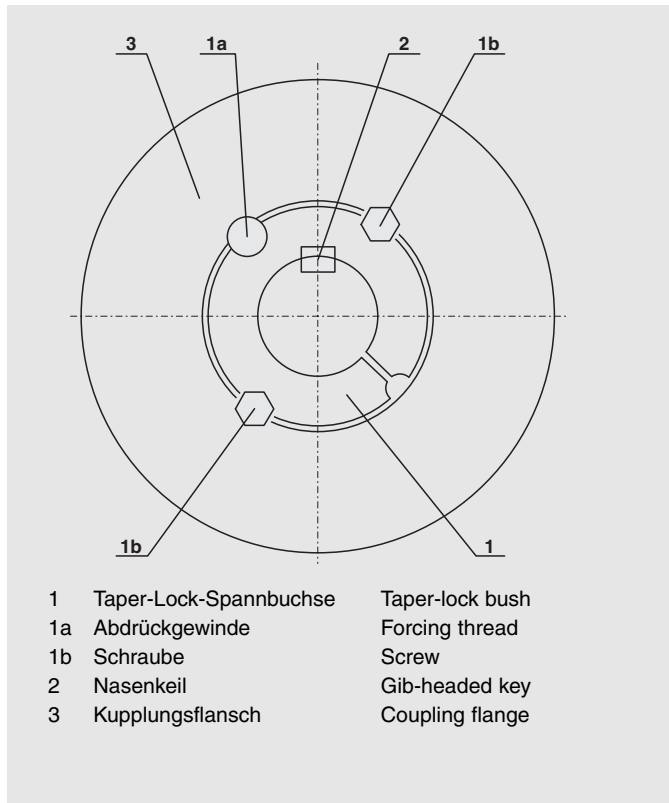 3 1a 2 1b
1b 1
1 Taper-Lock-Spannbuchse Taper-lock bush
1a Abdrückgewinde Forcing thread
1b Schraube Screw
2 Nasenkeil Gib-headed key
3 Kupplungsflansch Coupling flange